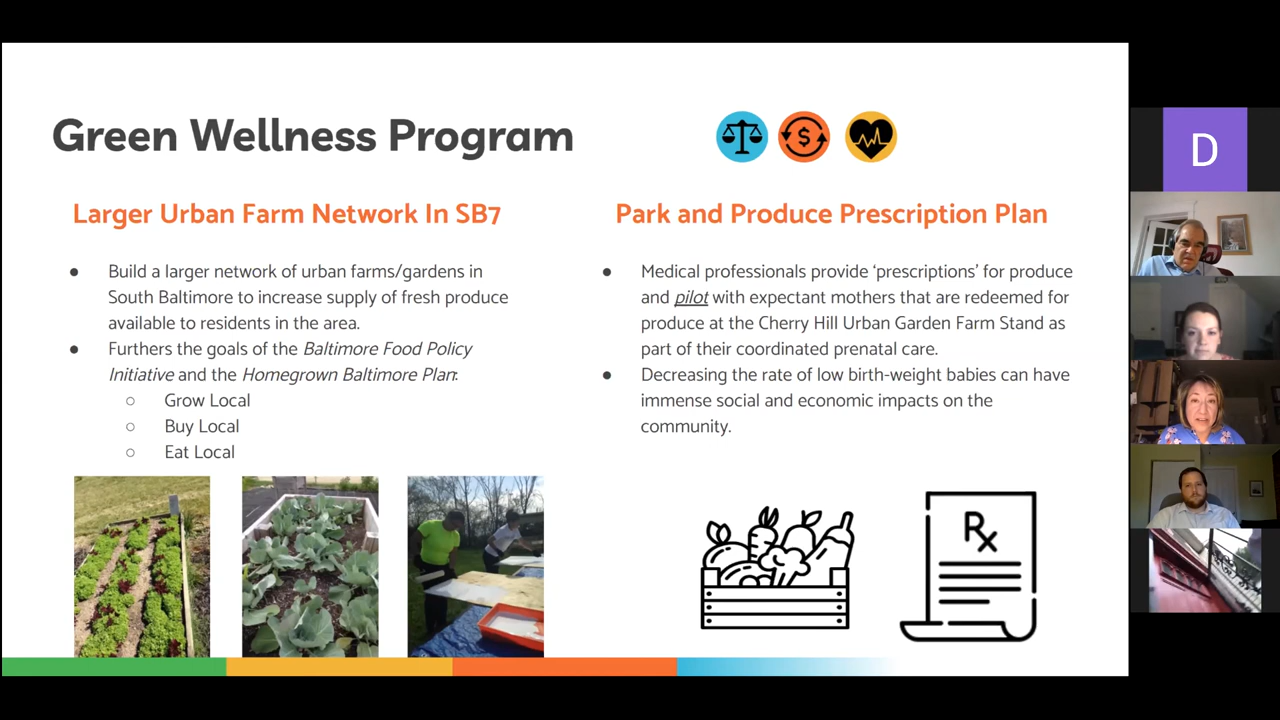 Green Wellness Program
$
Larger Urban Farm Network In SB7
● Build a larger network of urban farms/gardens in
South Baltimore to increase supply of fresh produce
available to residents in the area.
● Furthers the goals of the Baltimore Food Policy
Initiative and the Homegrown Baltimore Plan:
○ Grow Local
○ Buy Local
○ Eat Local
Park and Produce Prescription Plan
● Medical professionals provide ‘prescriptions’ for produce
and pilot with expectant mothers that are redeemed for
produce at the Cherry Hill Urban Garden Farm Stand as
part of their coordinated prenatal care.
● Decreasing the rate of low birth-weight babies can have
immense social and economic impacts on the
community.
Rx
D